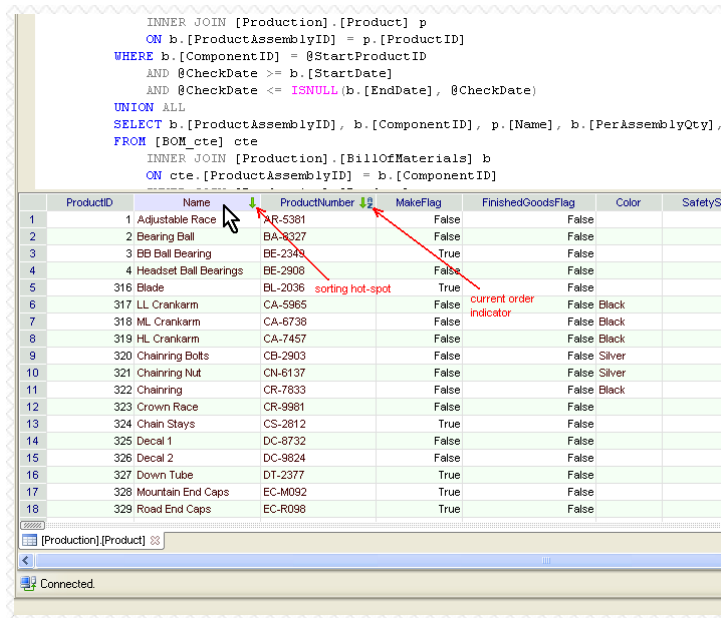 INNER JOIN [Production].[Product] p
ON b.[ProductAssemblyID] = p.[ProductID]
WHERE b.[ComponentID] = @StartProductID
AND @CheckDate >= b.[StartDate]
AND @CheckDate <= ISNULL(b.[EndDate], @CheckDate)
UNION ALL
SELECT b.[ProductAssemblyID], b.[ComponentID], p.[Name], b.[PerAssemblyQty],
FROM [BOM_cte] cte
INNER JOIN [Production].[BillOfMaterials] b
ON cte.[ProductAssemblyID] = b.[ComponentID]
ProductID Name ProductNumber MakeFlag FinishedGoodsFlag Color SafetyS
1 1 Adjustable Race AR-5381 False False
2 2 Bearing Ball BA-8327 False False
3 3 BB Ball Bearing BE-2349 True False
4 4 Headset Ball Bearings BE-2908 False False
5 316 Blade BL-2036 True False
sorting hot-spot
current order
indicator
6 317 LL Crankarm CA-5965 False False Black
7 318 ML Crankarm CA-6738 False False Black
8 319 HL Crankarm CA-7457 False False Black
9 320 Chainring Bolts CB-2903 False False Silver
10 321 Chainring Nut CN-6137 False False Silver
11 322 Chainring CR-7833 False False Black
12 323 Crown Race CR-9981 False False
13 324 Chain Stays CS-2812 True False
14 325 Decal 1 DC-8732 False False
15 326 Decal 2 DC-9824 False False
16 327 Down Tube DT-2377 True False
17 328 Mountain End Caps EC-M092 True False
18 329 Road End Caps EC-R098 True False
[Production].[Product]
Connected.